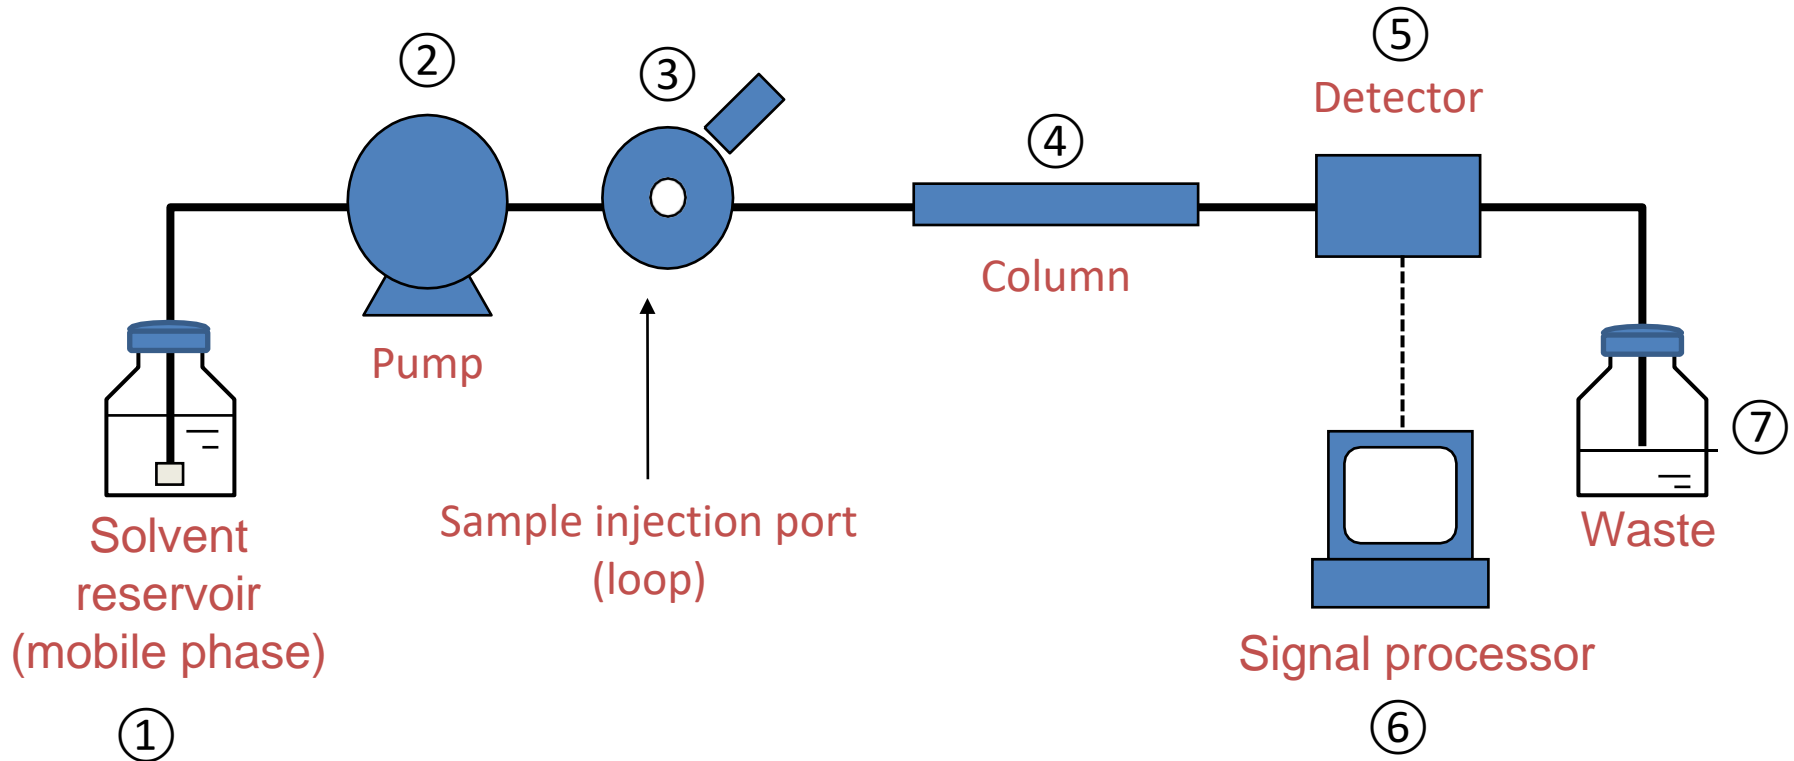 ②
Pump
③
Sample injection port
(loop)
④
Column
⑤
Detector
Solvent
reservoir
(mobile phase)
①
Signal processor
⑥
⑦
Waste